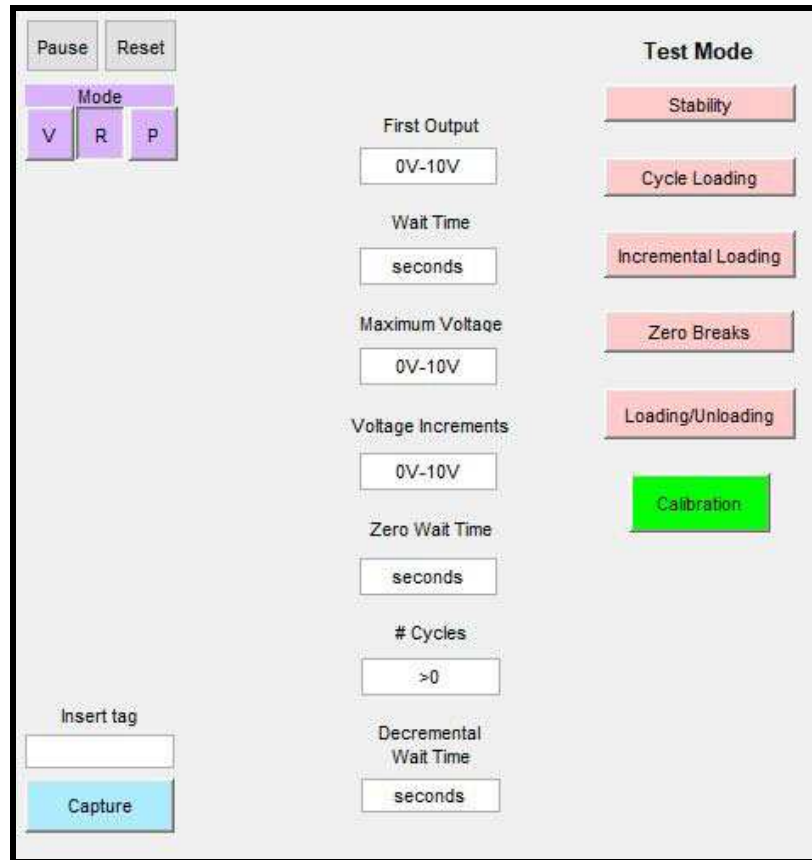 Pause
Reset
Mode
V
R
P
First Output
0V-10V
Wait Time
seconds
Maximum Voltage
0V-10V
Voltage Increments
0V-10V
Zero Wait Time
seconds
# Cycles
>0
Decremental
Wait Time
seconds
Test Mode
Stability
Cycle Loading
Incremental Loading
Zero Breaks
Loading/Unloading
Calibration
Insert tag
Capture